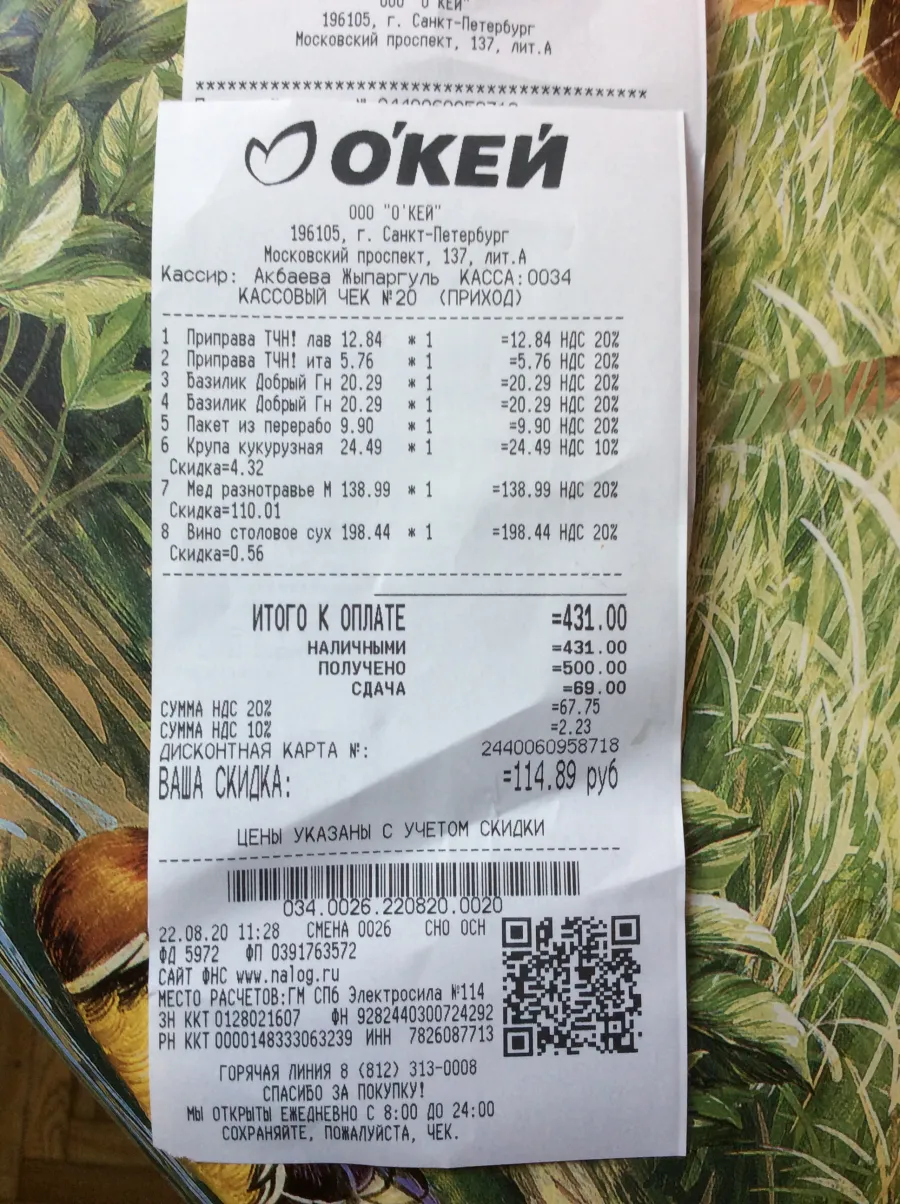 ООО "О'КЕЙ"
196105, г. Санкт-Петербург
Московский проспект, 137, лит.А
************************************************
О'КЕЙ
ООО "О'КЕЙ"
196105, г. Санкт-Петербург
Московский проспект, 137, лит.А
Кассир: Акбаева Жыпаргуль КАССА:0034
КАССОВЫЙ ЧЕК №20 (ПРИХОД)
1 Приправа ТЧН! лав 12.84 * 1 =12.84 НДС 20%
2 Приправа ТЧН! ита 5.76 * 1 =5.76 НДС 20%
3 Базилик Добрый Гн 20.29 * 1 =20.29 НДС 20%
4 Базилик Добрый Гн 20.29 * 1 =20.29 НДС 20%
5 Пакет из перерабо 9.90 * 1 =9.90 НДС 20%
6 Крупа кукурузная 24.49 * 1 =24.49 НДС 10%
Скидка=4.32
7 Мед разнотравье М 138.99 * 1 =138.99 НДС 20%
Скидка=110.01
8 Вино столовое сух 198.44 * 1 =198.44 НДС 20%
Скидка=0.56
ИТОГО К ОПЛАТЕ =431.00
НАЛИЧНЫМИ =431.00
ПОЛУЧЕНО =500.00
СДАЧА =69.00
СУММА НДС 20% =67.75
СУММА НДС 10% =2.23
ДИСКОНТНАЯ КАРТА №: 2440060958718
ВАША СКИДКА: =114.89 руб
ЦЕНЫ УКАЗАНЫ С УЧЕТОМ СКИДКИ
034.0026.220820.0020
22.08.20 11:28 СМЕНА 0026 СНО ОСН
ФД 5972 ФП 0391763572
САЙТ ФНС www.nalog.ru
МЕСТО РАСЧЕТОВ:ГМ СПб Электросила №114
ЗН ККТ 0128021607 ФН 9282440300724292
РН ККТ 0000148333063239 ИНН 7826087713
ГОРЯЧАЯ ЛИНИЯ 8 (812) 313-0008
СПАСИБО ЗА ПОКУПКУ!
МЫ ОТКРЫТЫ ЕЖЕДНЕВНО С 8:00 ДО 24:00
СОХРАНЯЙТЕ, ПОЖАЛУЙСТА, ЧЕК.